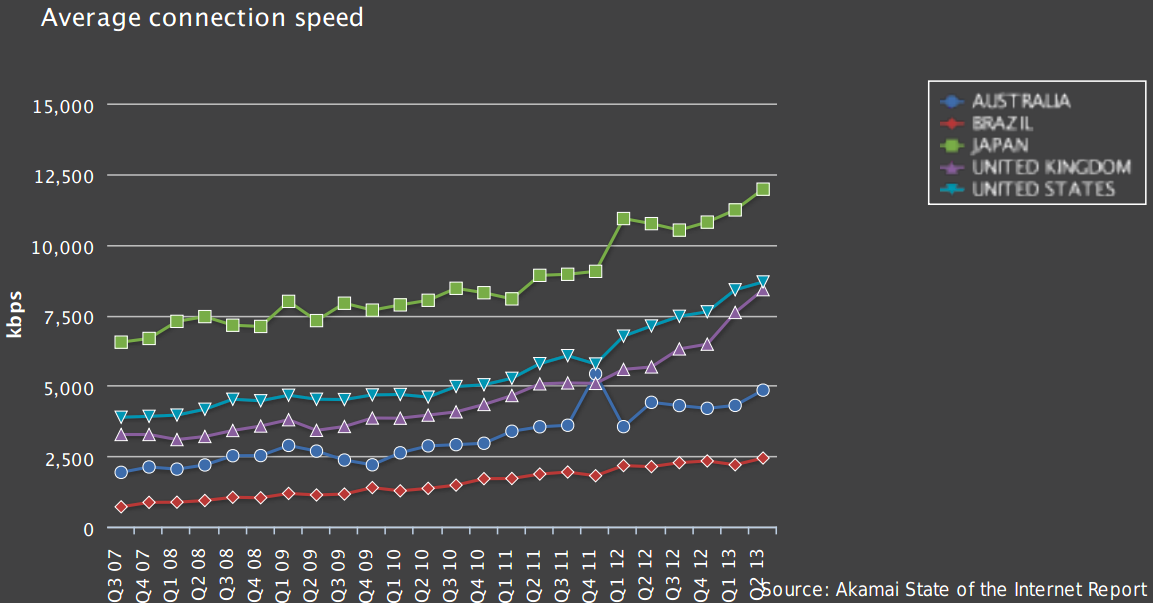 Average connection speed
15,000
12,500
10,000
7,500
5,000
2,500
0
kbps
Q3 07
Q4 07
Q1 08
Q2 08
Q3 08
Q4 08
Q1 09
Q2 09
Q3 09
Q4 09
Q1 10
Q2 10
Q3 10
Q4 10
Q1 11
Q2 11
Q3 11
Q4 11
Q1 12
Q2 12
Q3 12
Q4 12
Q1 13
Q2 13
AUSTRALIA
BRAZIL
JAPAN
UNITED KINGDOM
UNITED STATES
Source: Akamai State of the Internet Report